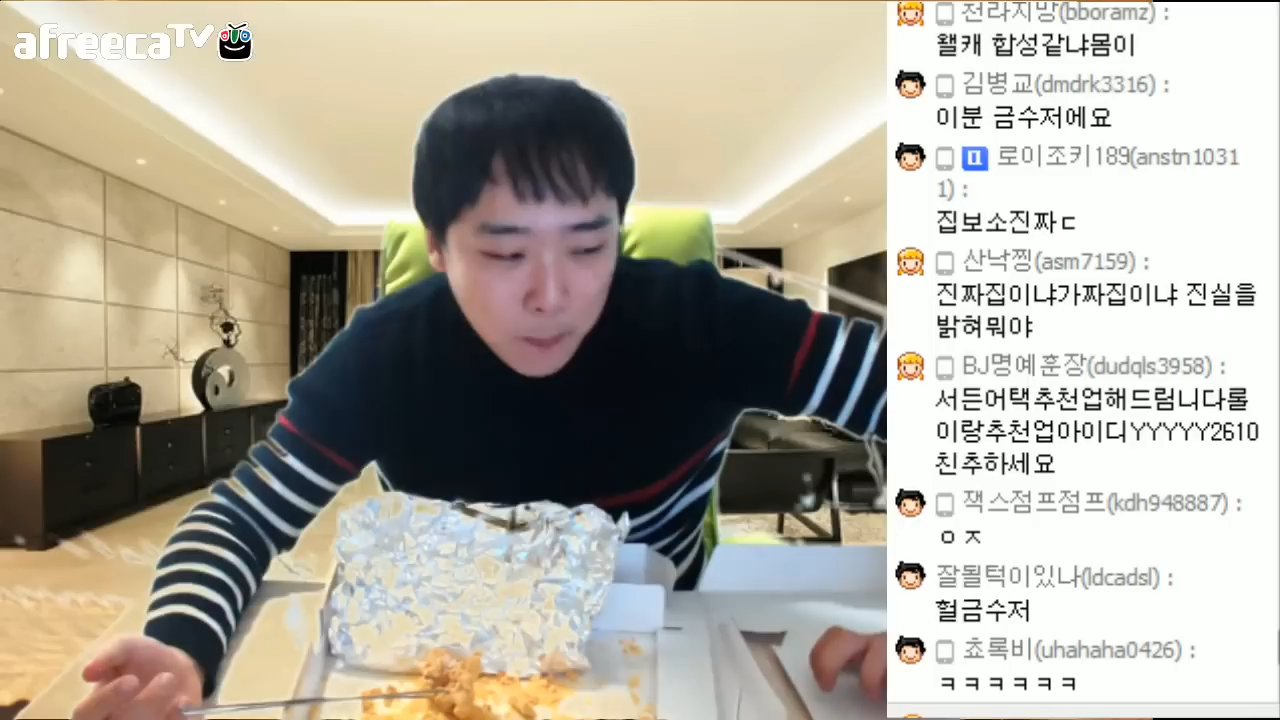 afreecaTV
전라지망(bboramz) :
왤캐 합성같냐몸이
김병교(dmdrk3316) :
이분 금수저에요
로이조키189(anstn1031
1) :
집보소진짜ㄷ
산낙찡(asm7159) :
진짜집이냐가짜집이냐 진실을
밝혀뭐야
BJ명예훈장(dudqls3958) :
서든어택추천업해드림니다룰
이랑추천업아이디YYYYY2610
친추하세요
잭스점프점프(kdh948887) :
ㅇㅈ
잘될턱이있나(ldcadsl) :
헐금수저
쵸록비(uhahaha0426) :
ㅋㅋㅋㅋㅋㅋ